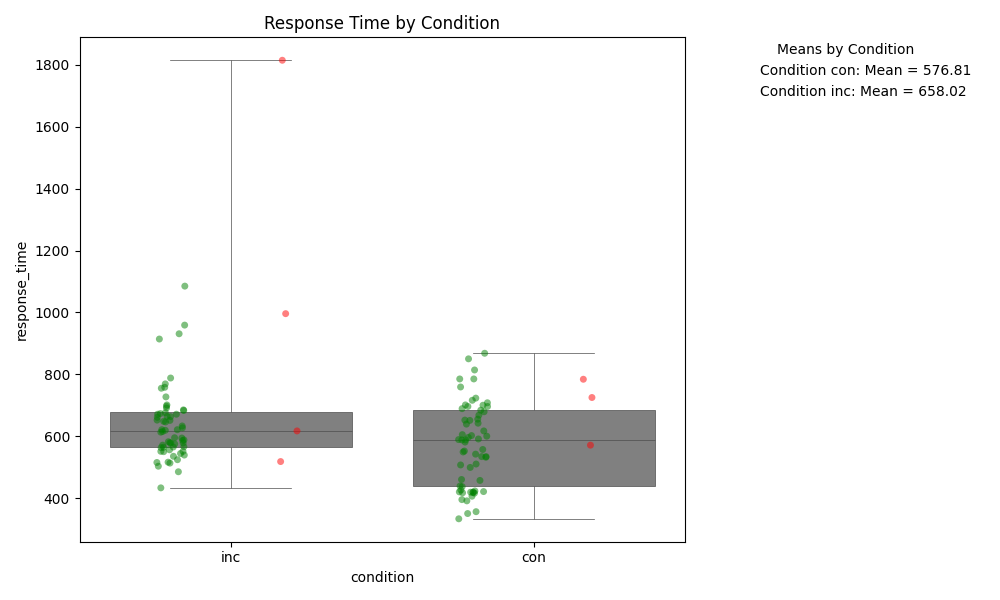 Response Time by Condition
Means by Condition
Condition con: Mean = 576.81
Condition inc: Mean = 658.02
response_time
1800
1600
1400
1200
1000
800
600
400
inc
con
condition